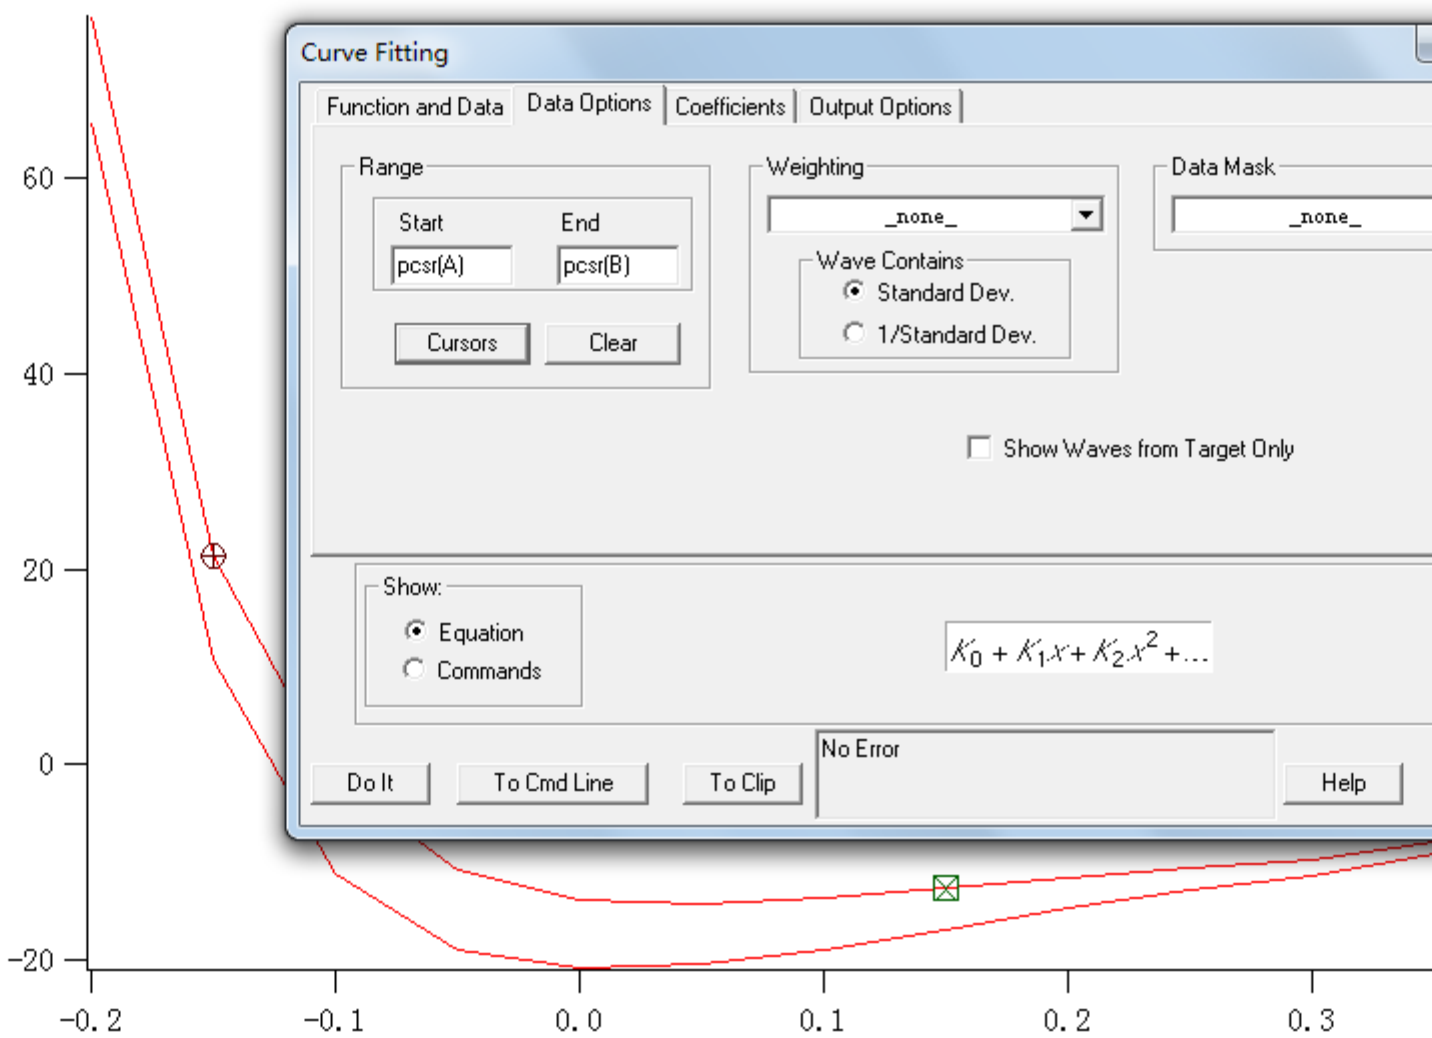 Curve Fitting
Function and Data Data Options Coefficients Output Options
Range Weighting Data Mask
Start End
_none_ _none_
pcsr(A) pcsr(B)
Wave Contains
Standard Dev.
Cursors Clear
1/Standard Dev.
Show Waves from Target Only
Show:
Equation
Commands
K₀ + K₁x + K₂x² +...
No Error
Do It To Cmd Line To Clip Help
60
40
20
0
-20
-0.2 -0.1 0.0 0.1 0.2 0.3